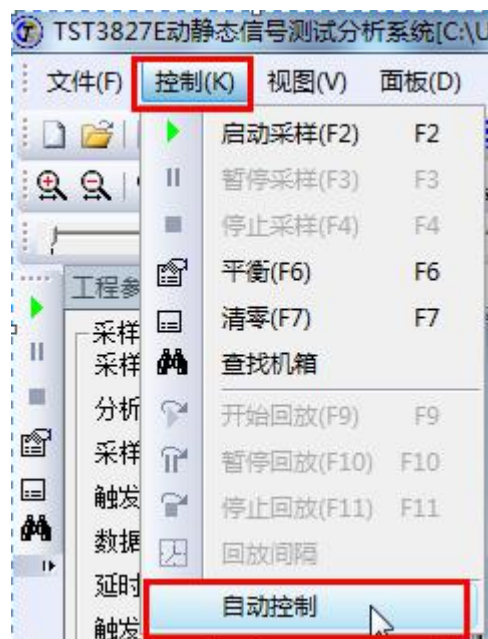 TST3827E动静态信号测试分析系统[C:\U
文件(F) 控制(K) 视图(V) 面板(D)
启动采样(F2) F2
暂停采样(F3) F3
停止采样(F4) F4
平衡(F6) F6
工程参
清零(F7) F7
采样
查找机箱
采样
分析
开始回放(F9) F9
采样
暂停回放(F10) F10
触发
停止回放(F11) F11
数据
回放间隔
延时
自动控制
触发